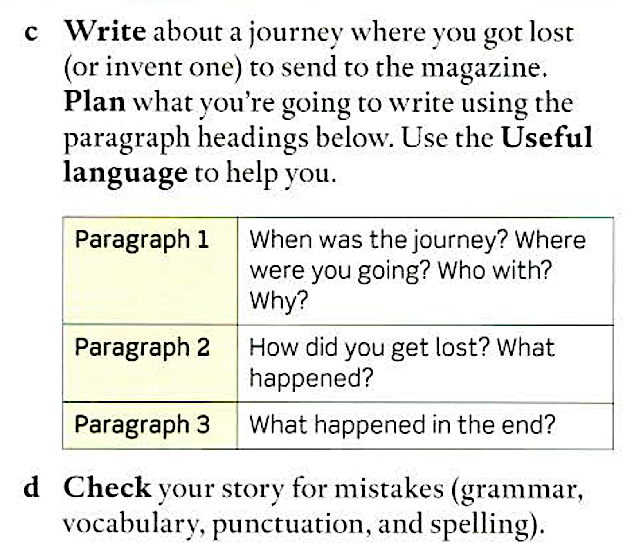 c Write about a journey where you got lost
(or invent one) to send to the magazine.
Plan what you're going to write using the
paragraph headings below. Use the Useful
language to help you.
Paragraph 1 When was the journey? Where
were you going? Who with?
Why?
Paragraph 2 How did you get lost? What
happened?
Paragraph 3 What happened in the end?
d Check your story for mistakes (grammar,
vocabulary, punctuation, and spelling).